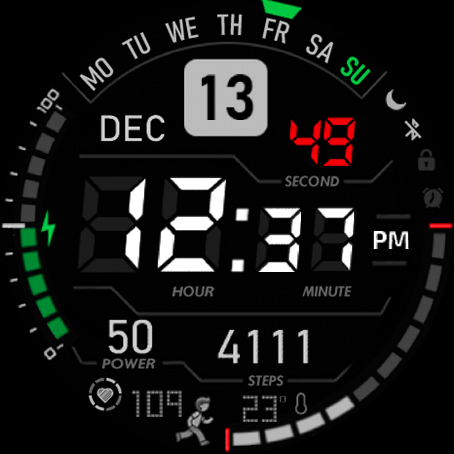 MO TU WE TH FR SA SU
100
DEC 13
49
SECOND
12:37 PM
HOUR MINUTE
50 4111
POWER
STEPS
0
109 23°